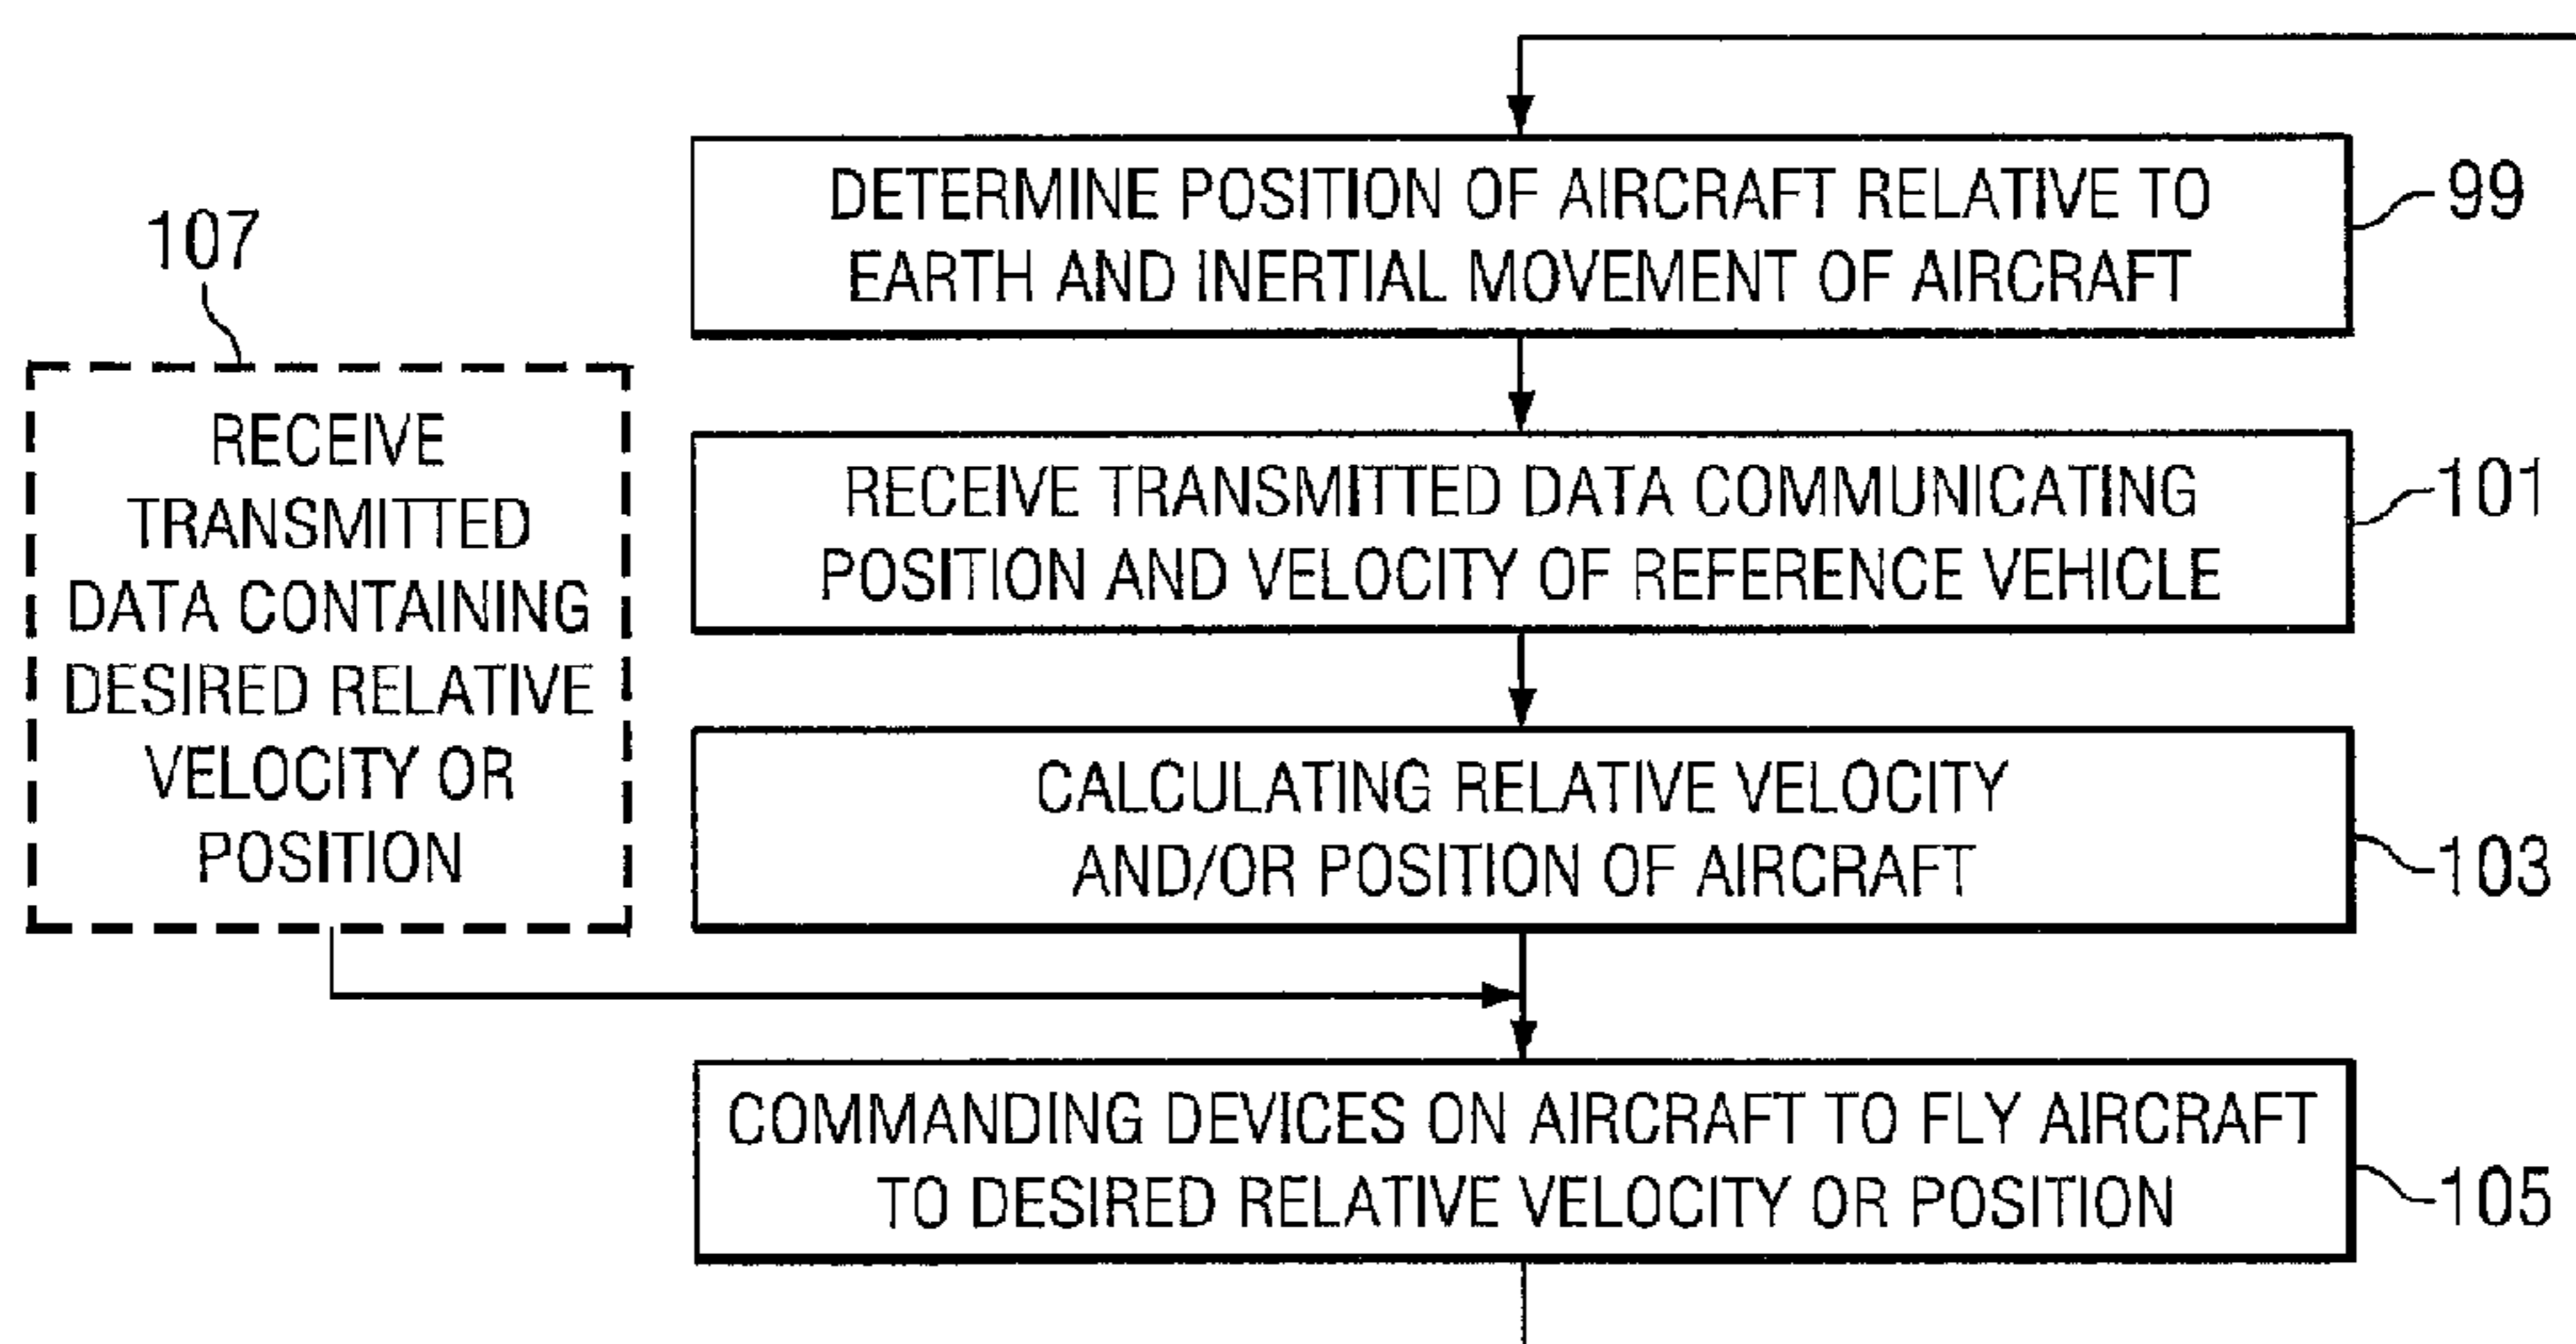 DETERMINE POSITION OF AIRCRAFT RELATIVE TO
EARTH AND INERTIAL MOVEMENT OF AIRCRAFT
99
107
RECEIVE
TRANSMITTED
DATA CONTAINING
DESIRED RELATIVE
VELOCITY OR
POSITION
RECEIVE TRANSMITTED DATA COMMUNICATING
POSITION AND VELOCITY OF REFERENCE VEHICLE
101
CALCULATING RELATIVE VELOCITY
AND/OR POSITION OF AIRCRAFT
103
COMMANDING DEVICES ON AIRCRAFT TO FLY AIRCRAFT
TO DESIRED RELATIVE VELOCITY OR POSITION
105